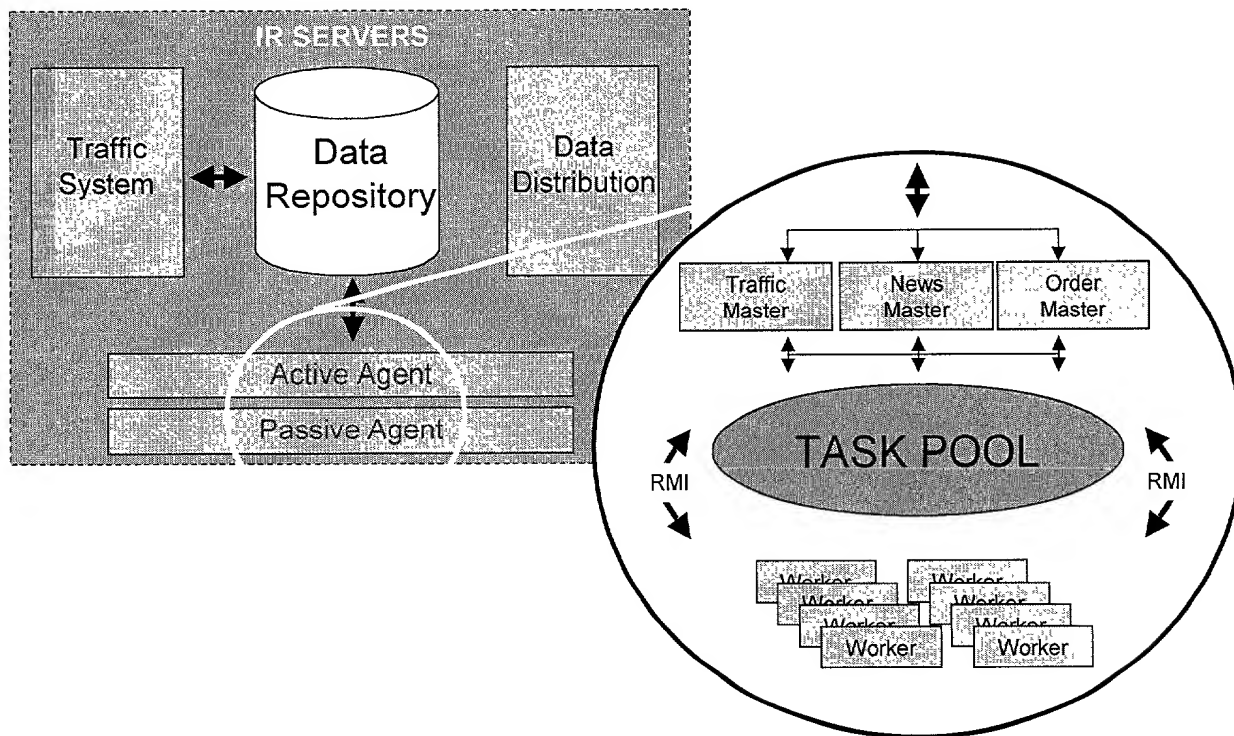 IR SERVERS
Traffic
System
Data
Repository
Data
Distribution
Active Agent
Passive Agent
Traffic
Master
News
Master
Order
Master
TASK POOL
RMI
RMI
Worker
Worker
Worker
Worker
Worker
Worker
Worker
Worker